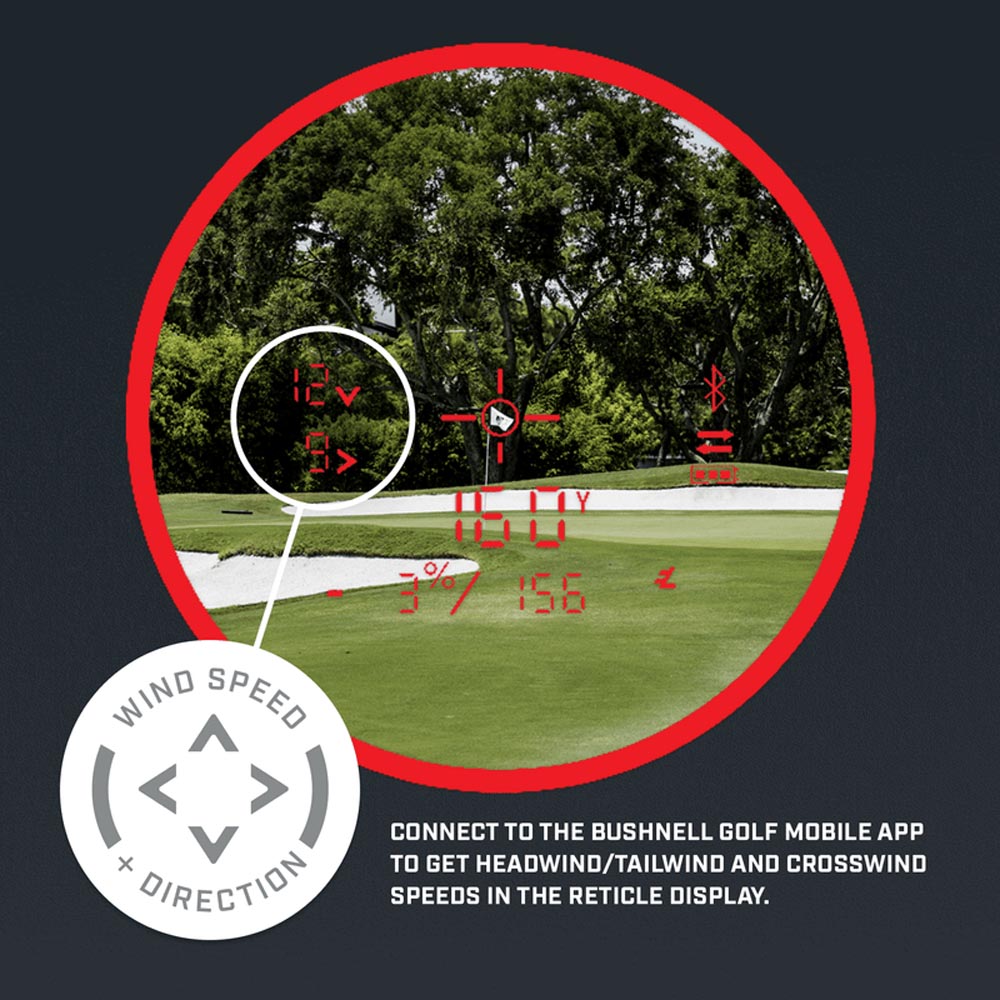 12
9
160Y
- 3%/ 156
WIND SPEED
+ DIRECTION
CONNECT TO THE BUSHNELL GOLF MOBILE APP
TO GET HEADWIND/TAILWIND AND CROSSWIND
SPEEDS IN THE RETICLE DISPLAY.